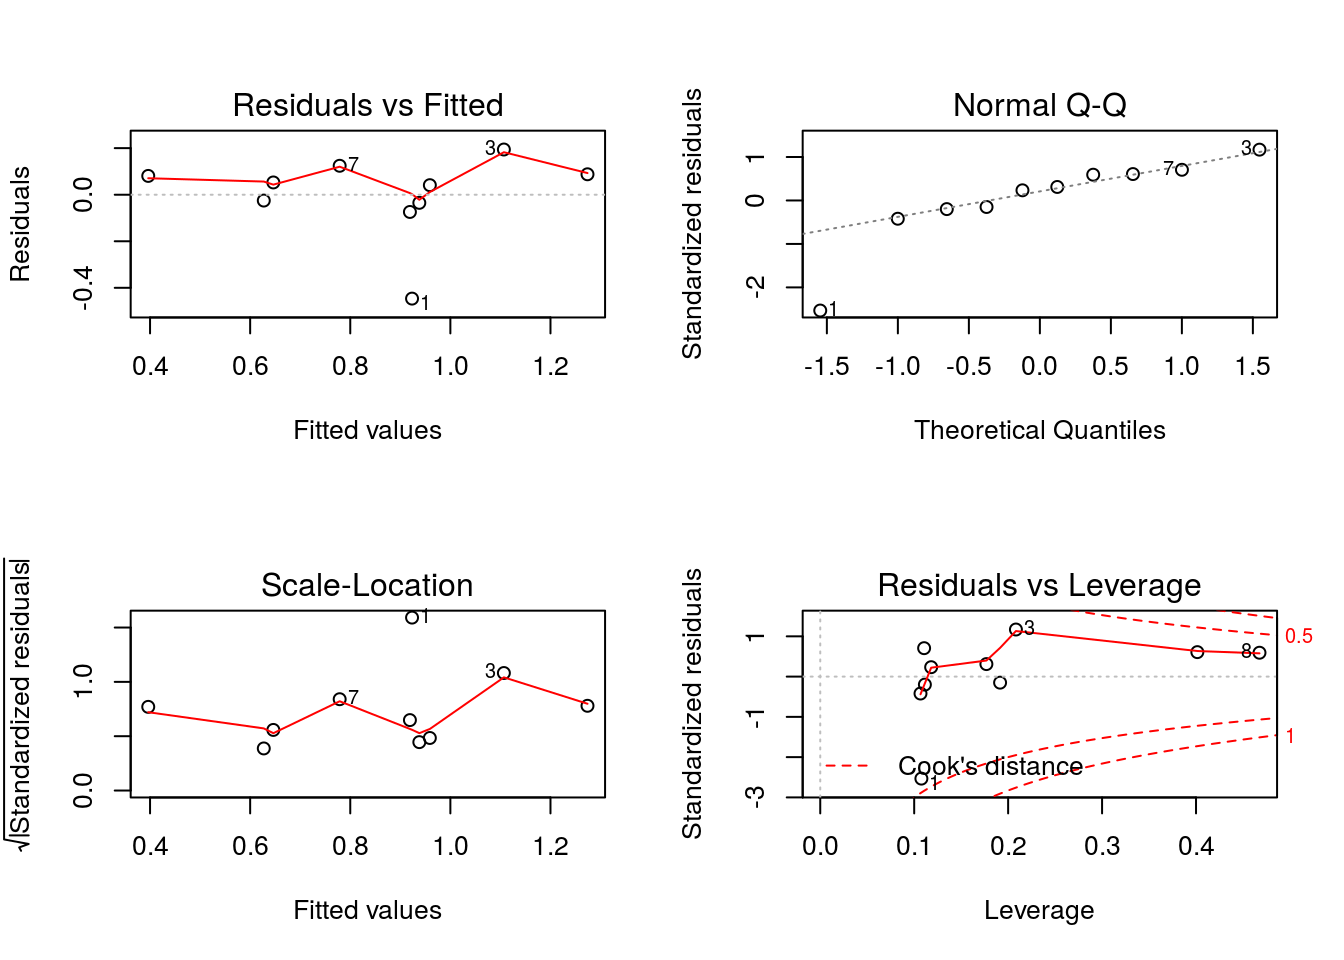 Residuals vs Fitted
Residuals
0.0
-0.4
3
7
1
0.4 0.6 0.8 1.0 1.2
Fitted values
Normal Q-Q
Standardized residuals
1
0
-2
3
7
1
-1.5 -1.0 -0.5 0.0 0.5 1.0 1.5
Theoretical Quantiles
Scale-Location
√|Standardized residuals|
1.0
0.0
1
3
7
0.4 0.6 0.8 1.0 1.2
Fitted values
Residuals vs Leverage
Standardized residuals
1
-1
-3
3
8
0.5
1
Cook's distance
1
0.0 0.1 0.2 0.3 0.4
Leverage